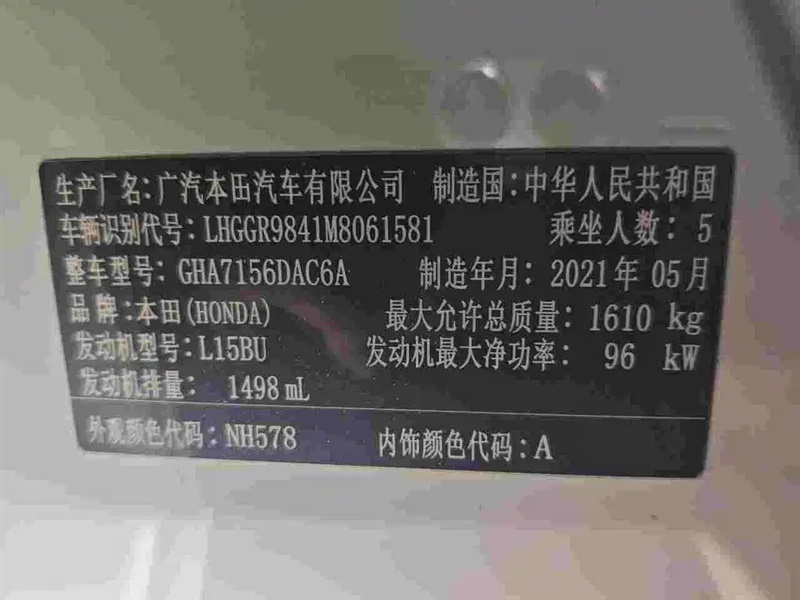 生产厂名:广汽本田汽车有限公司 制造国:中华人民共和国
车辆识别代号:LHGGR9841M8061581 乘坐人数:5
整车型号:GHA7156DAC6A 制造年月:2021年05月
品牌:本田(HONDA) 最大允许总质量:1610 kg
发动机型号:L15BU 发动机最大净功率:96 kW
发动机排量:1498 mL
外观颜色代码:NH578 内饰颜色代码:A